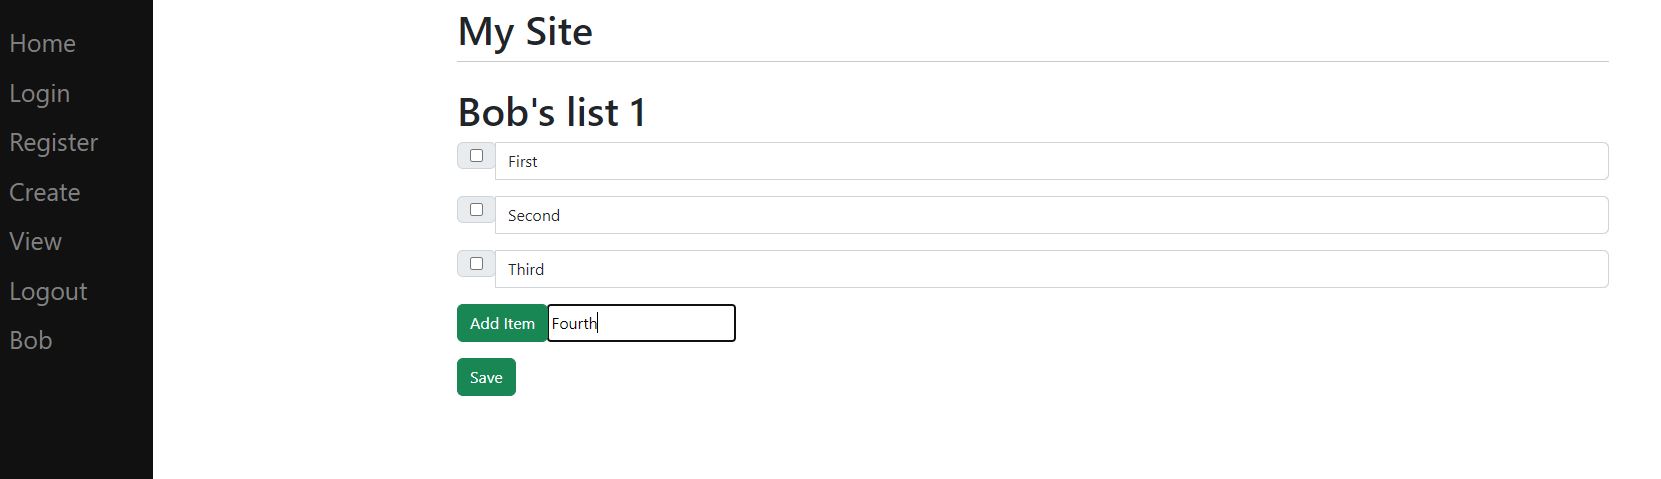 Home
Login
Register
Create
View
Logout
Bob
My Site
Bob's list 1
First
Second
Third
Add Item Fourth
Save